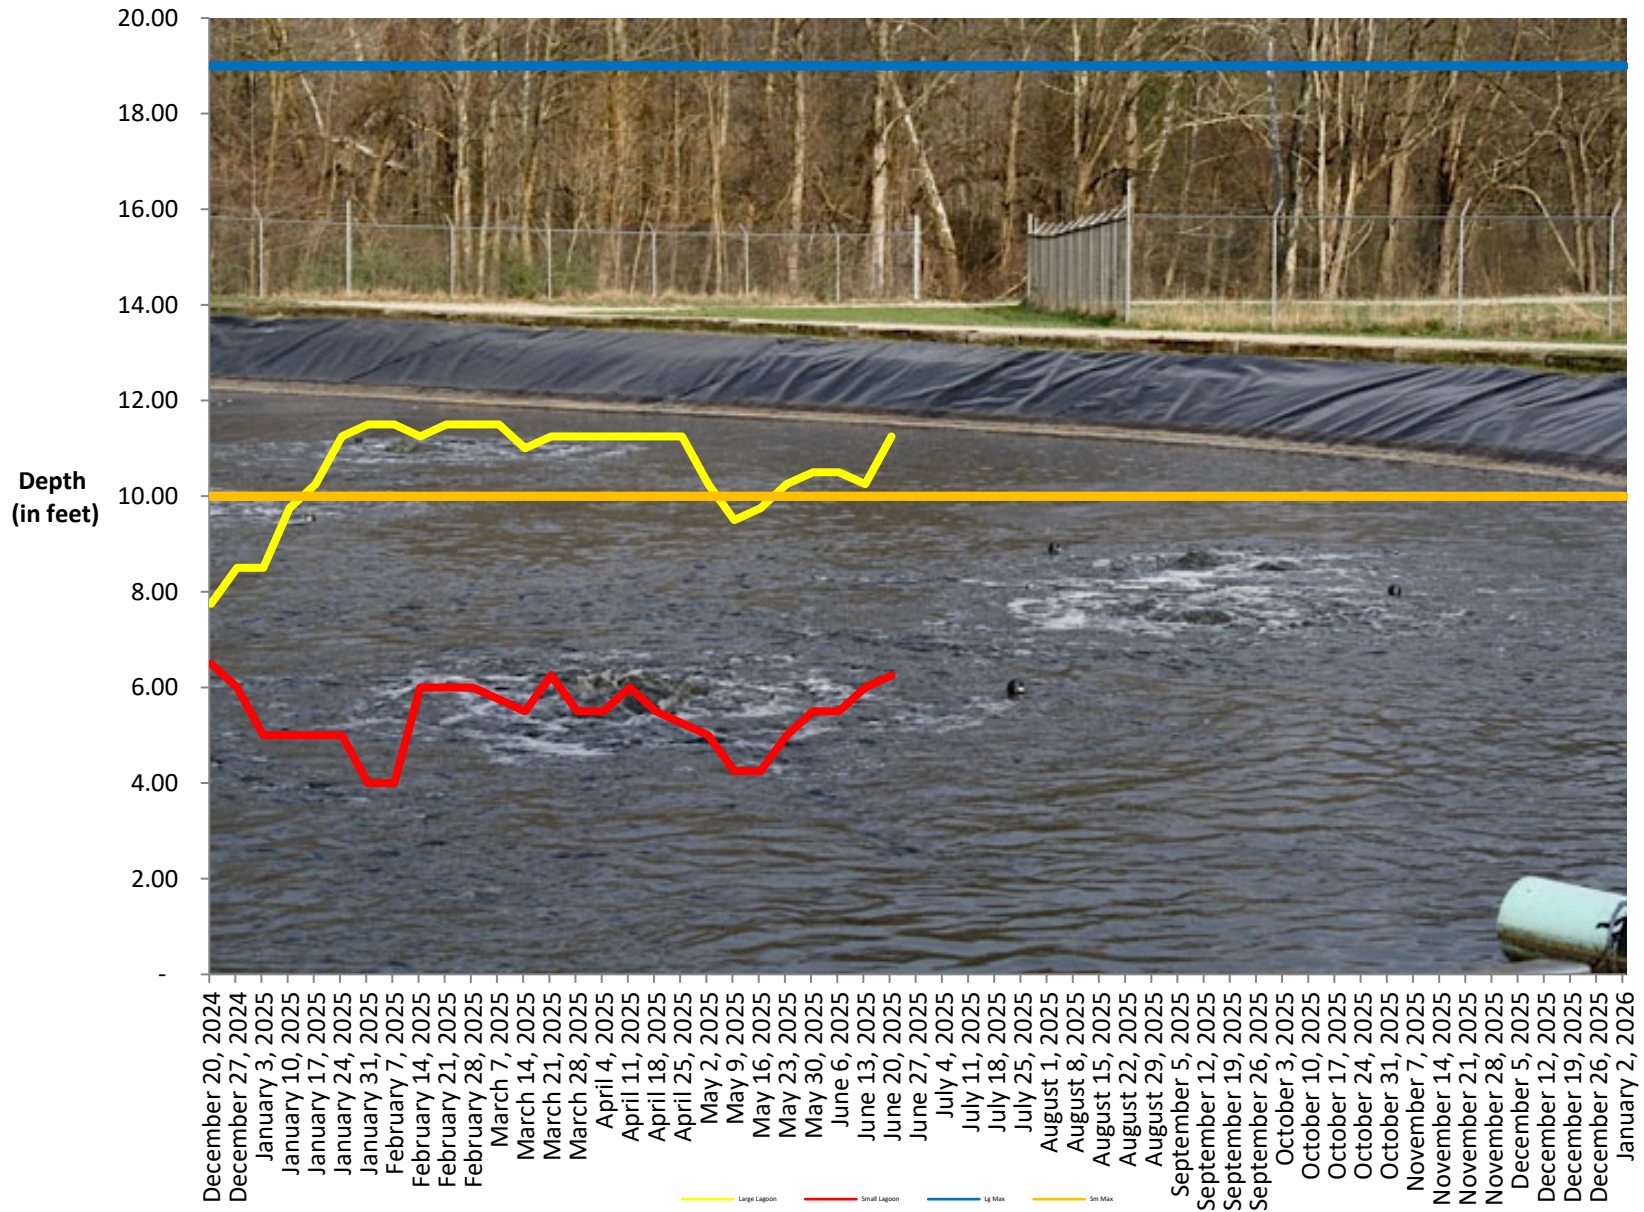 20.00
18.00
16.00
14.00
12.00
10.00
8.00
6.00
4.00
2.00
-
Depth
(in feet)
December 20, 2024
December 27, 2024
January 3, 2025
January 10, 2025
January 17, 2025
January 24, 2025
January 31, 2025
February 7, 2025
February 14, 2025
February 21, 2025
February 28, 2025
March 7, 2025
March 14, 2025
March 21, 2025
March 28, 2025
April 4, 2025
April 11, 2025
April 18, 2025
April 25, 2025
May 2, 2025
May 9, 2025
May 16, 2025
May 23, 2025
May 30, 2025
June 6, 2025
June 13, 2025
June 20, 2025
June 27, 2025
July 4, 2025
July 11, 2025
July 18, 2025
July 25, 2025
August 1, 2025
August 8, 2025
August 15, 2025
August 22, 2025
August 29, 2025
September 5, 2025
September 12, 2025
September 19, 2025
September 26, 2025
October 3, 2025
October 10, 2025
October 17, 2025
October 24, 2025
October 31, 2025
November 7, 2025
November 14, 2025
November 21, 2025
November 28, 2025
December 5, 2025
December 12, 2025
December 19, 2025
December 26, 2025
January 2, 2026
Large Lagoon
Small Lagoon
Lg Max
Sm Max